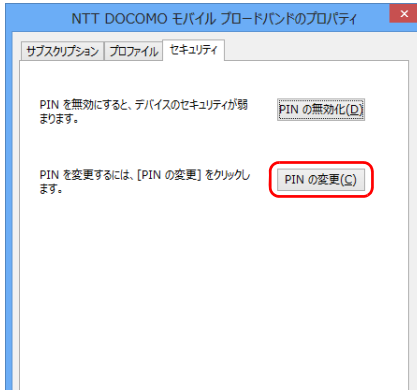 NTT DOCOMO モバイル ブロードバンドのプロパティ
サブスクリプション プロファイル セキュリティ
PIN を無効にすると、デバイスのセキュリティが弱
まります。
PIN の無効化(D)
PIN を変更するには、[PIN の変更] をクリックし
ます。
PIN の変更(C)